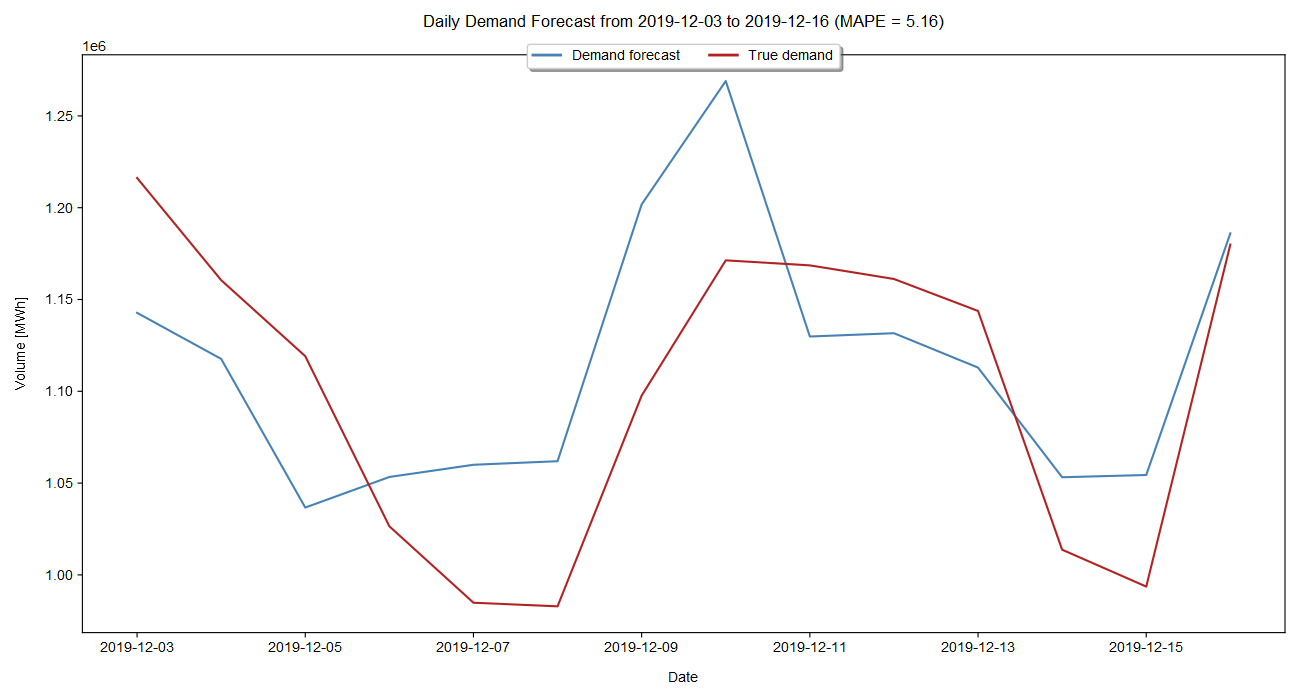 Daily Demand Forecast from 2019-12-03 to 2019-12-16 (MAPE = 5.16)
1e6
Demand forecast True demand
1.25
1.20
1.15
1.10
1.05
1.00
Volume [MWh]
2019-12-03 2019-12-05 2019-12-07 2019-12-09 2019-12-11 2019-12-13 2019-12-15
Date